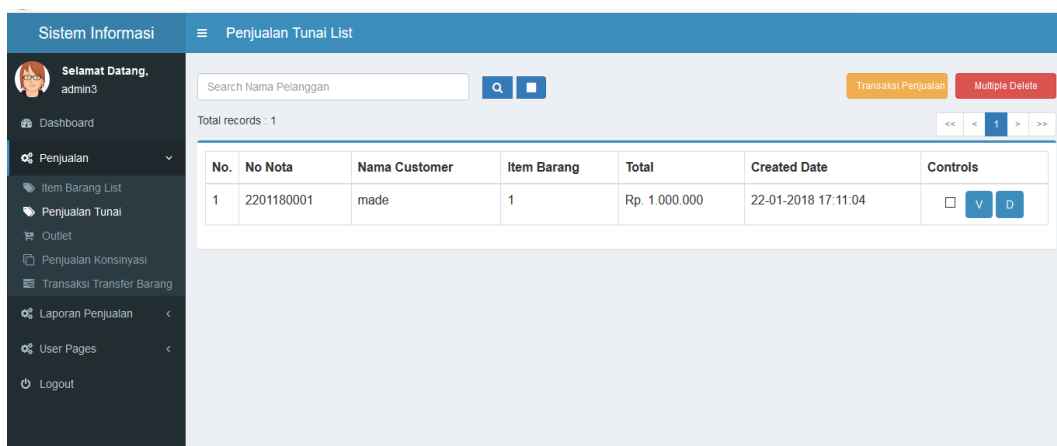 Sistem Informasi
Penjualan Tunai List
Selamat Datang,
admin3
Dashboard
Penjualan
Item Barang List
Penjualan Tunai
Outlet
Penjualan Konsinyasi
Transaksi Transfer Barang
Laporan Penjualan
User Pages
Logout
Search Nama Pelanggan
Transaksi Penjualan
Multiple Delete
Total records : 1
<< < 1 > >>
No. No Nota Nama Customer Item Barang Total Created Date Controls
1 2201180001 made 1 Rp. 1.000.000 22-01-2018 17:11:04 V D